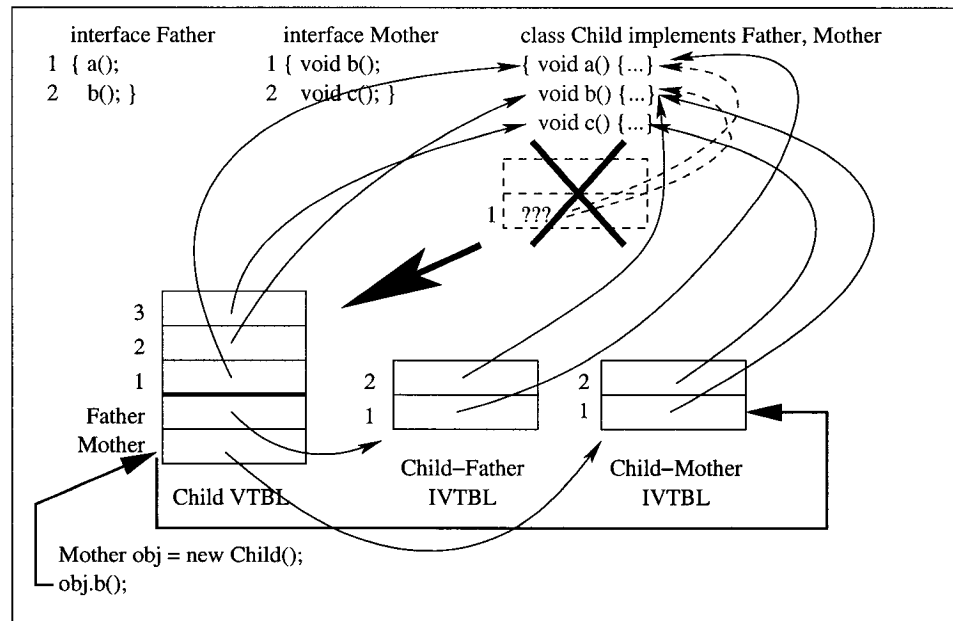 interface Father
1 { a();
2 b(); }
interface Mother
1 { void b();
2 void c(); }
class Child implements Father, Mother
{ void a() {...}
void b() {...}
void c() {...}
1 ???
3
2
1
Father
Mother
Child VTBL
2
1
Child–Father
IVTBL
2
1
Child–Mother
IVTBL
Mother obj = new Child();
obj.b();